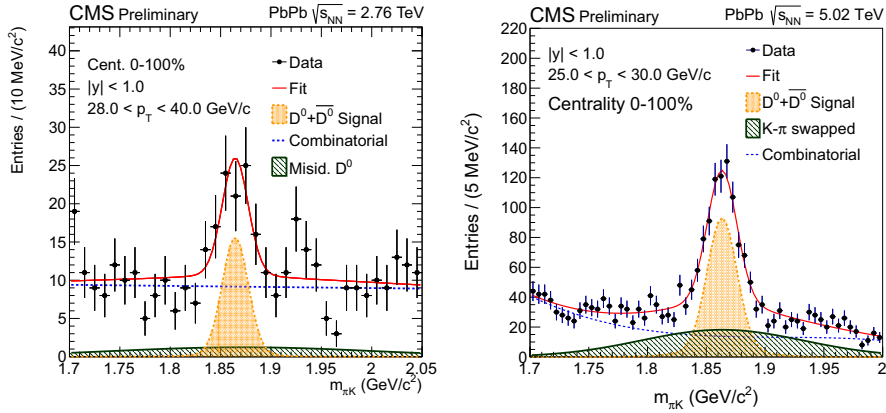 CMS Preliminary PbPb √s_NN = 2.76 TeV
Entries / (10 MeV/c²)
40
35
30
25
20
15
10
5
0
Cent. 0-100%
|y| < 1.0
28.0 < p_T < 40.0 GeV/c
Data
Fit
D⁰+D̅⁰ Signal
Combinatorial
Misid. D⁰
1.7 1.75 1.8 1.85 1.9 1.95 2 2.05
m_πK (GeV/c²)
CMS Preliminary PbPb √s_NN = 5.02 TeV
Entries / (5 MeV/c²)
220
200
180
160
140
120
100
80
60
40
20
0
|y| < 1.0
25.0 < p_T < 30.0 GeV/c
Centrality 0-100%
Data
Fit
D⁰+D̅⁰ Signal
K-π swapped
Combinatorial
1.7 1.75 1.8 1.85 1.9 1.95 2
m_πK (GeV/c²)